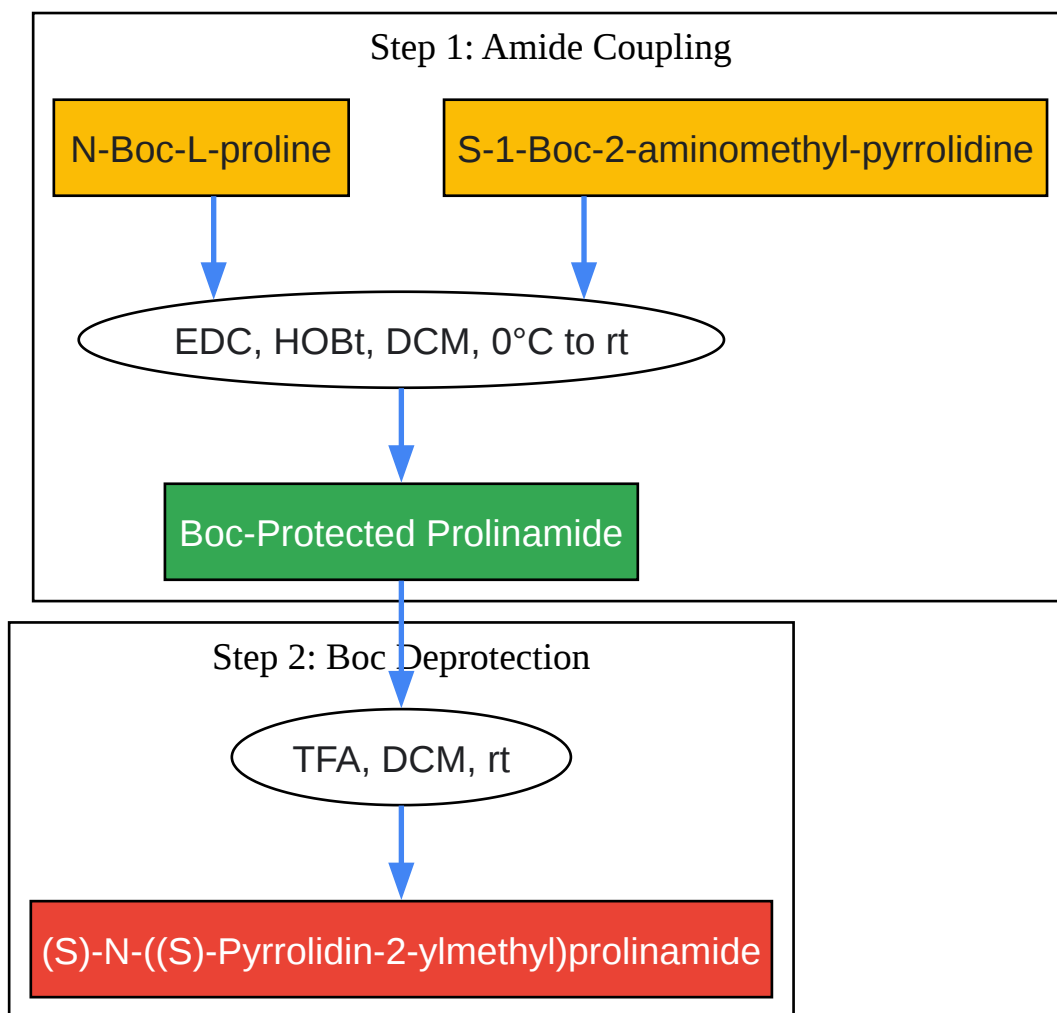 Step 1: Amide Coupling
N-Boc-L-proline
S-1-Boc-2-aminomethyl-pyrrolidine
EDC, HOBt, DCM, 0°C to rt
Boc-Protected Prolinamide
Step 2: Boc Deprotection
TFA, DCM, rt
(S)-N-((S)-Pyrrolidin-2-ylmethyl)prolinamide